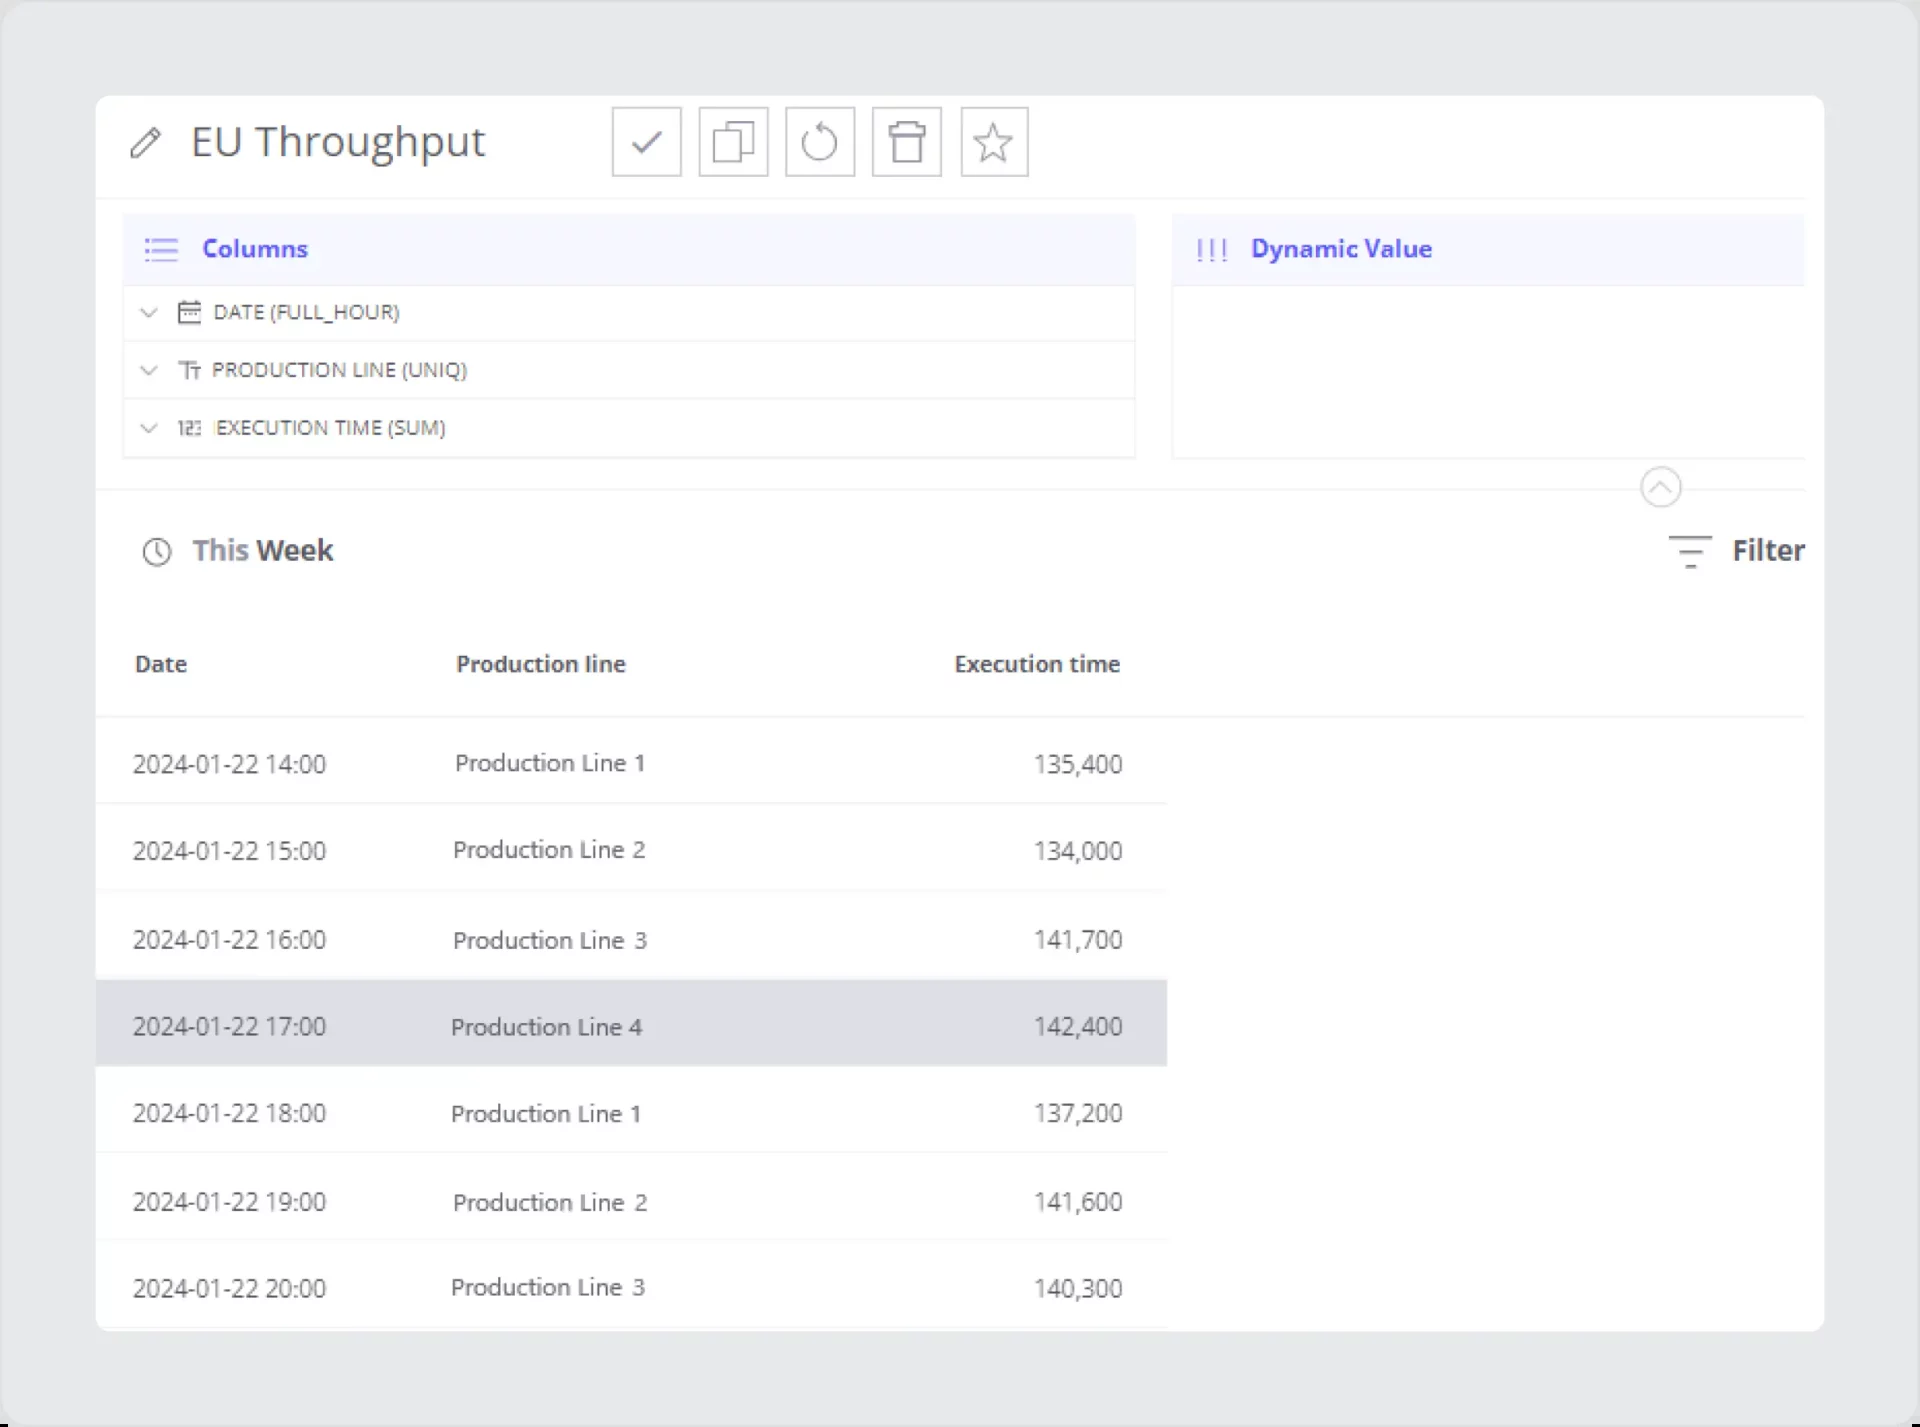 EU Throughput
Columns
Dynamic Value
DATE (FULL_HOUR)
PRODUCTION LINE (UNIQ)
123 EXECUTION TIME (SUM)
This Week
Filter
Date Production line Execution time
2024-01-22 14:00 Production Line 1 135,400
2024-01-22 15:00 Production Line 2 134,000
2024-01-22 16:00 Production Line 3 141,700
2024-01-22 17:00 Production Line 4 142,400
2024-01-22 18:00 Production Line 1 137,200
2024-01-22 19:00 Production Line 2 141,600
2024-01-22 20:00 Production Line 3 140,300